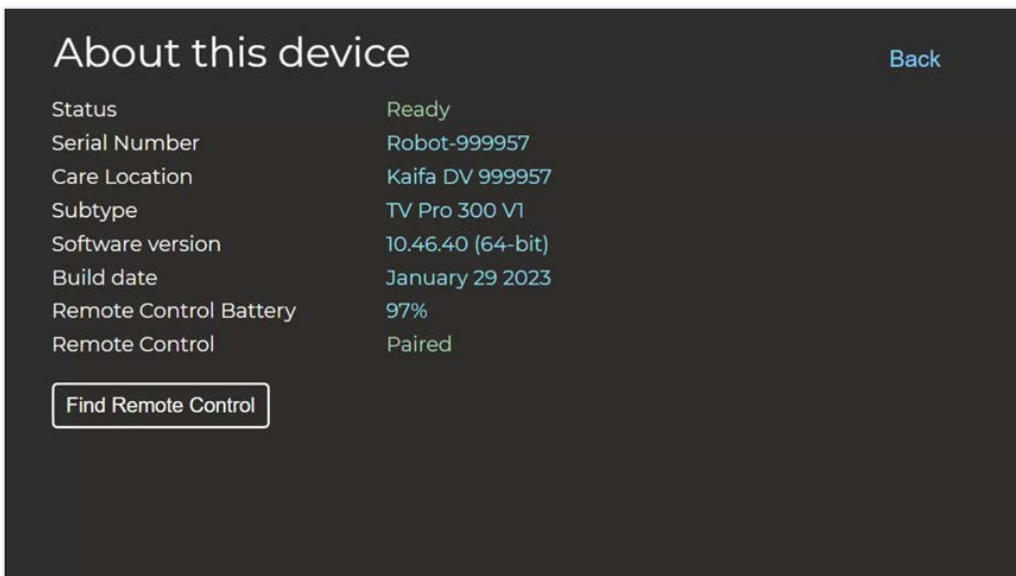 About this device
Back
Status Ready
Serial Number Robot-999957
Care Location Kaifa DV 999957
Subtype TV Pro 300 V1
Software version 10.46.40 (64-bit)
Build date January 29 2023
Remote Control Battery 97%
Remote Control Paired
Find Remote Control